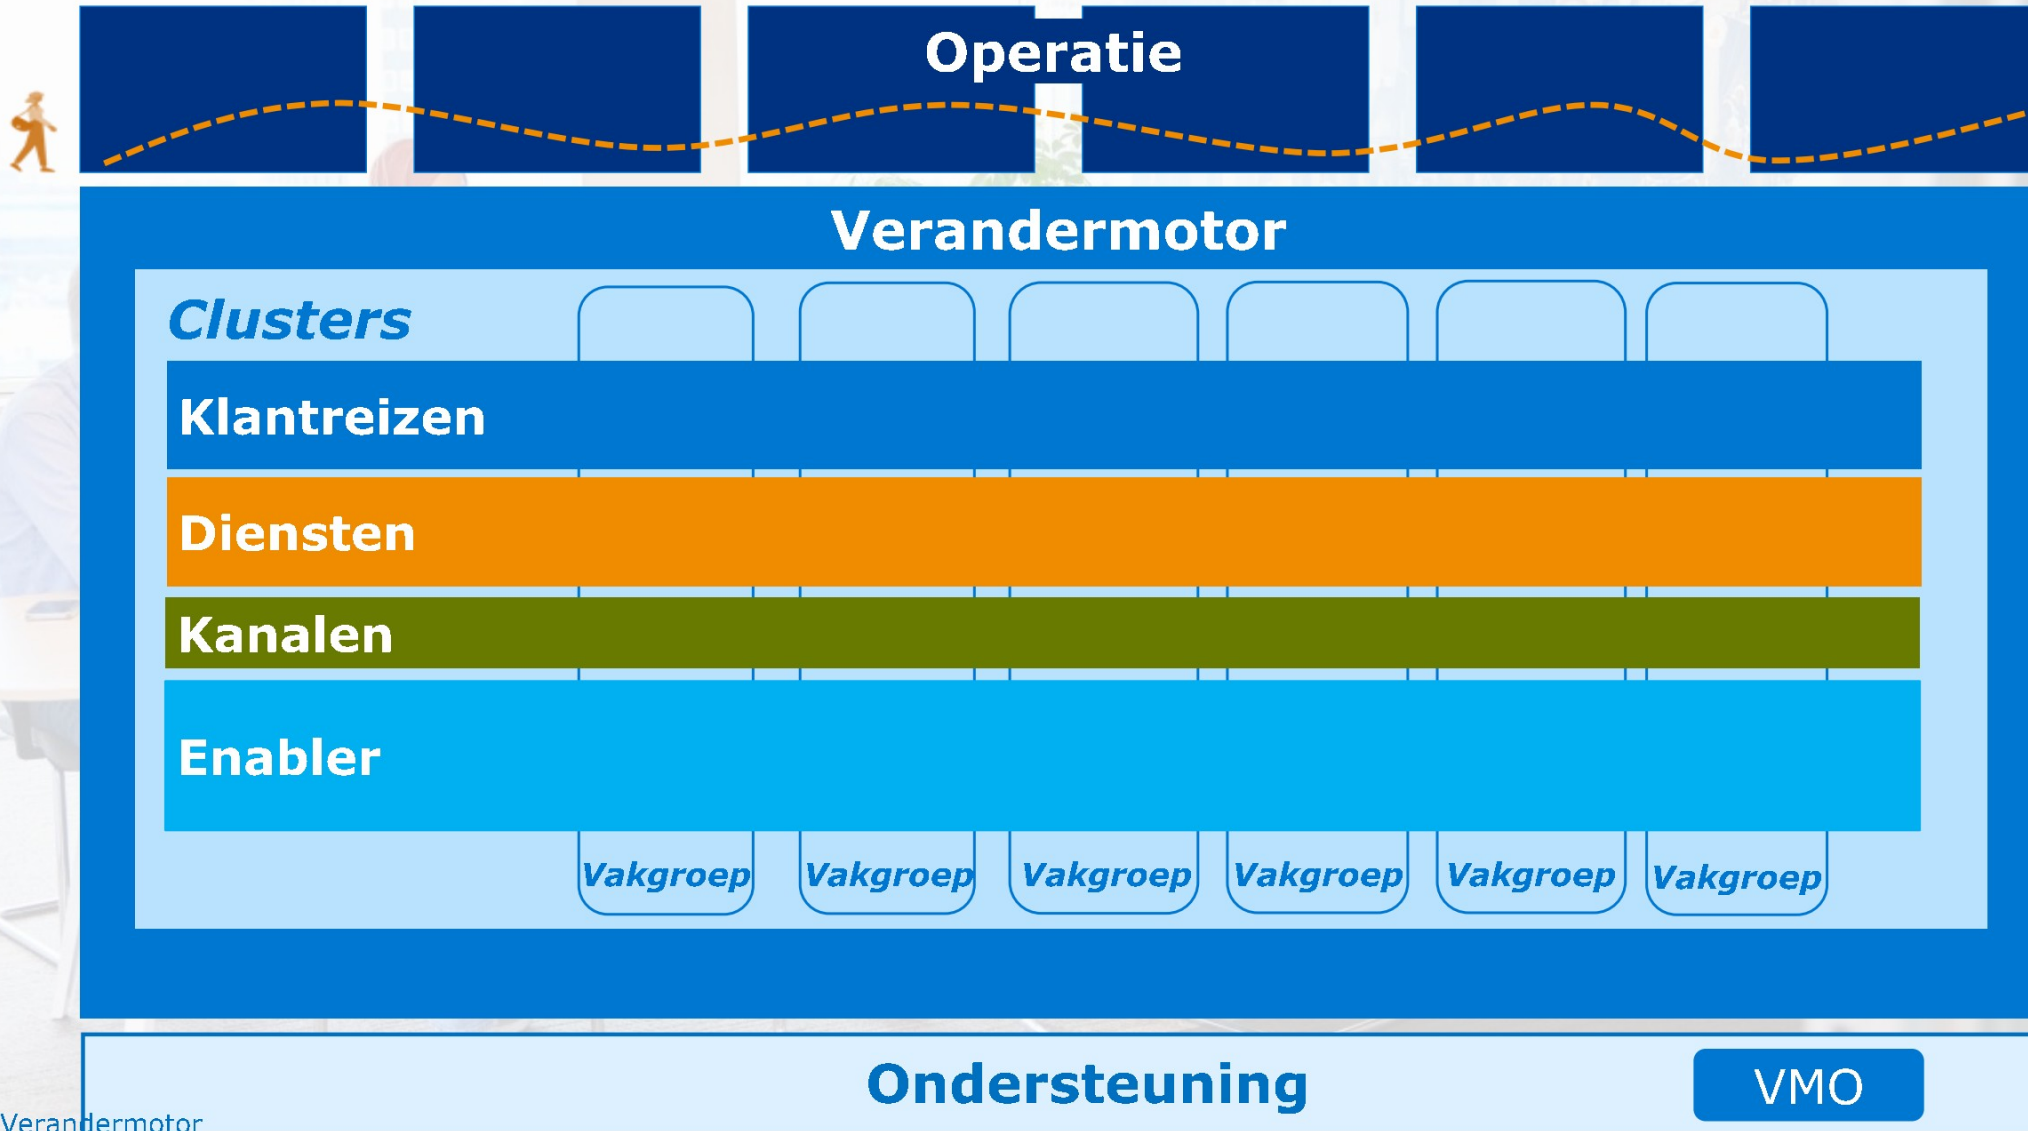 Operatie
Verandermotor
Clusters
Klantreizen
Diensten
Kanalen
Enabler
Vakgroep Vakgroep Vakgroep Vakgroep Vakgroep Vakgroep
Ondersteuning
VMO
Verandermotor